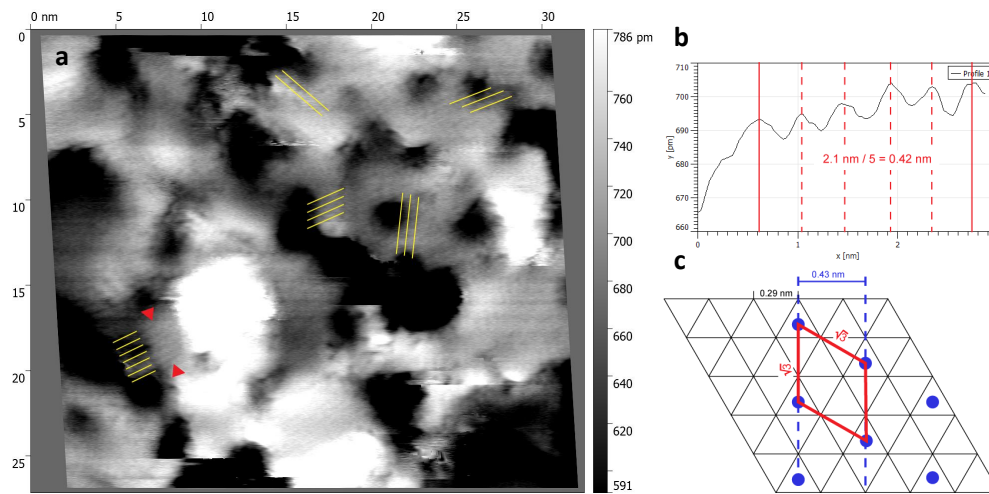 0 nm 5 10 15 20 25 30
0
5
10
15
20
25
a
786 pm
760
740
720
700
680
660
640
620
591
b
710
700
690
680
670
660
y [pm]
0 1 2
x [nm]
Profile 1
2.1 nm / 5 = 0.42 nm
c
0.43 nm
0.29 nm
√3
√3